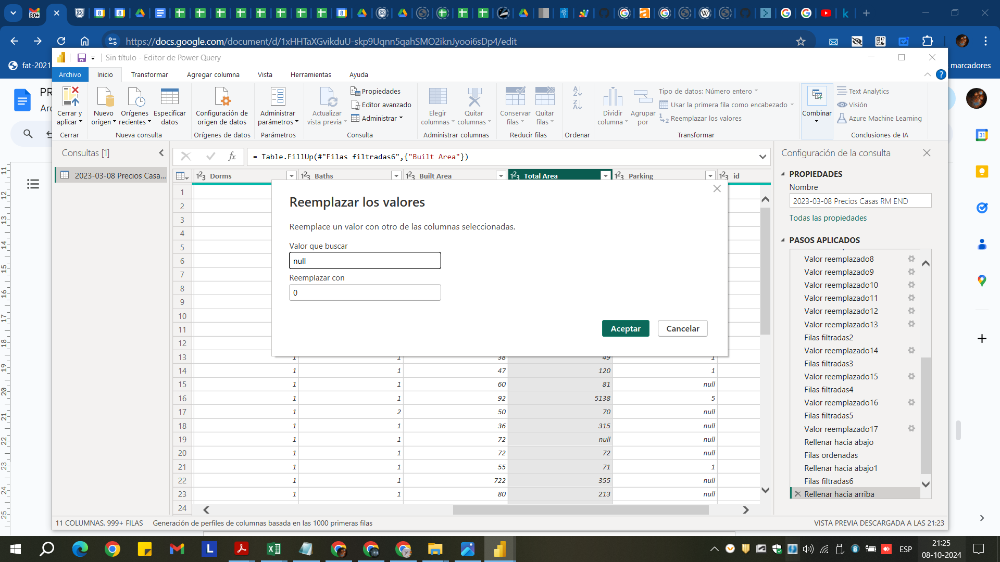 80+
https://docs.google.com/document/d/1xHHTaXGvikduU-skp9Uqnn5qahSMO2iknJyooi6sDp4/edit
fat-2021
marcadores
PR
Arc
Sin título - Editor de Power Query
Archivo
Inicio
Transformar
Agregar columna
Vista
Herramientas
Ayuda
Cerrar y aplicar
Nuevo origen
Orígenes recientes
Especificar datos
Configuración de origen de datos
Administrar parámetros
Actualizar vista previa
Propiedades
Editor avanzado
Administrar
Elegir columnas
Quitar columnas
Conservar filas
Quitar filas
Dividir columna
Agrupar por
Tipo de datos: Número entero
Usar la primera fila como encabezado
Reemplazar los valores
Combinar
Text Analytics
Visión
Azure Machine Learning
Cerrar
Nueva consulta
Orígenes de datos
Parámetros
Consulta
Administrar columnas
Reducir filas
Ordenar
Transformar
Conclusiones de IA
Consultas [1]
2023-03-08 Precios Casa...
= Table.FillUp(#"Filas filtradas6",{"Built Area"})
Dorms
Baths
Built Area
Total Area
Parking
id
1
2
3
4
5
6
7
8
9
10
11
12
Reemplazar los valores
Reemplace un valor con otro de las columnas seleccionadas.
Valor que buscar
null
Reemplazar con
0
Aceptar
Cancelar
13 1 1 38 49 1
14 1 1 47 120 1
15 1 1 60 81 null
16 1 1 92 5138 5
17 1 2 50 70 null
18 1 1 36 315 null
19 1 1 72 null null
20 1 1 72 72 null
21 1 1 55 71 1
22 1 1 722 355 null
23 1 1 80 213 null
24
Configuración de la consulta
PROPIEDADES
Nombre
2023-03-08 Precios Casas RM END
Todas las propiedades
PASOS APLICADOS
Valor reemplazado8
Valor reemplazado9
Valor reemplazado10
Valor reemplazado11
Valor reemplazado12
Valor reemplazado13
Filas filtradas2
Valor reemplazado14
Filas filtradas3
Valor reemplazado15
Filas filtradas4
Valor reemplazado16
Filas filtradas5
Valor reemplazado17
Rellenar hacia abajo
Filas ordenadas
Rellenar hacia abajo1
Filas filtradas6
Rellenar hacia arriba
11 COLUMNAS, 999+ FILAS
Generación de perfiles de columnas basada en las 1000 primeras filas
VISTA PREVIA DESCARGADA A LAS 21:23
ESP
21:25
08-10-2024